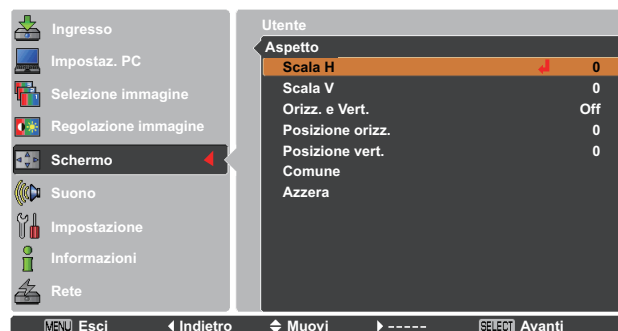 Ingresso
Impostaz. PC
Selezione immagine
Regolazione immagine
Schermo
Suono
Impostazione
Informazioni
Rete
Utente
Aspetto
Scala H 0
Scala V 0
Orizz. e Vert. Off
Posizione orizz. 0
Posizione vert. 0
Comune
Azzera
MENU Esci Indietro Muovi ----- SELECT Avanti